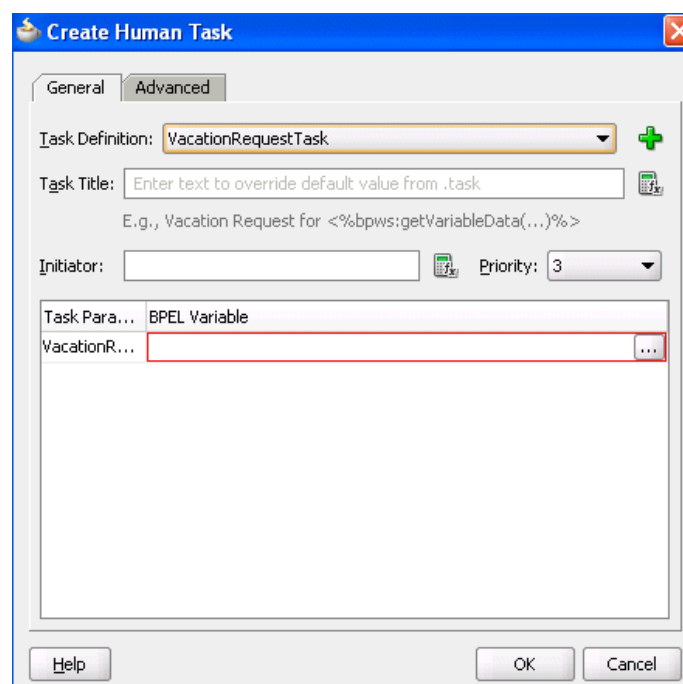 Create Human Task
General Advanced
Task Definition: VacationRequestTask
Task Title: Enter text to override default value from .task
E.g., Vacation Request for <%bpws:getVariableData(...)%>
Initiator: Priority: 3
Task Para... BPEL Variable
VacationR... ...
Help OK Cancel